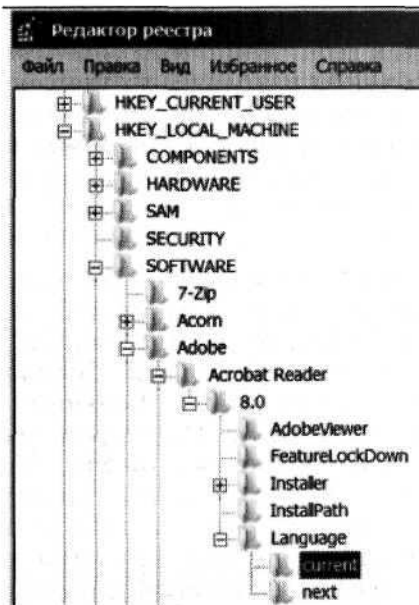 Редактор реестра
Файл Правка Вид Избранное Справка
HKEY_CURRENT_USER
HKEY_LOCAL_MACHINE
COMPONENTS
HARDWARE
SAM
SECURITY
SOFTWARE
7-Zip
Acorn
Adobe
Acrobat Reader
8.0
AdobeViewer
FeatureLockDown
Installer
InstallPath
Language
current
next